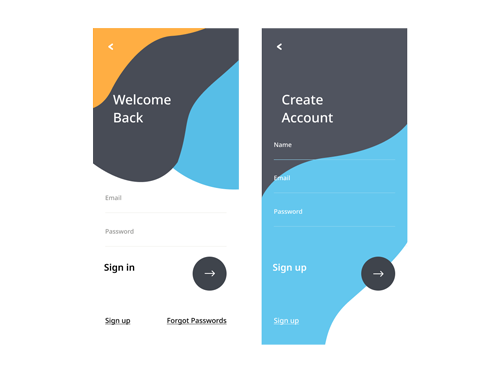 Welcome
Back
Email
Password
Sign in
Sign up
Forgot Passwords
Create
Account
Name
Email
Password
Sign up
Sign up